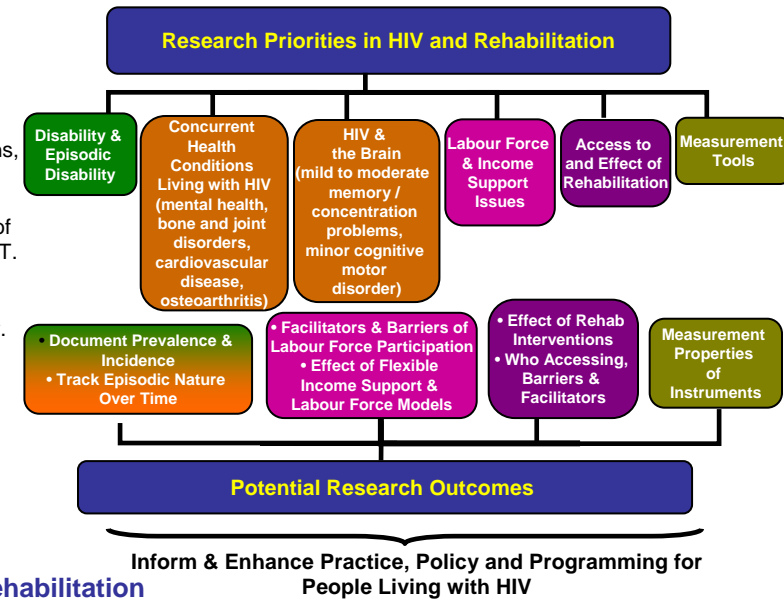 Research Priorities in HIV and Rehabilitation
Disability &
Episodic
Disability
Concurrent
Health
Conditions
Living with HIV
(mental health,
bone and joint
disorders,
cardiovascular
disease,
osteoarthritis)
HIV &
the Brain
(mild to moderate
memory /
concentration
problems,
minor cognitive
motor
disorder)
Labour Force
& Income
Support
Issues
Access to
and Effect of
Rehabilitation
Measurement
Tools
of
T.
• Document Prevalence &
Incidence
• Track Episodic Nature
Over Time
• Facilitators & Barriers of
Labour Force Participation
• Effect of Flexible
Income Support &
Labour Force Models
• Effect of Rehab
Interventions
• Who Accessing,
Barriers &
Facilitators
Measurement
Properties
of
Instruments
Potential Research Outcomes
Inform & Enhance Practice, Policy and Programming for
People Living with HIV